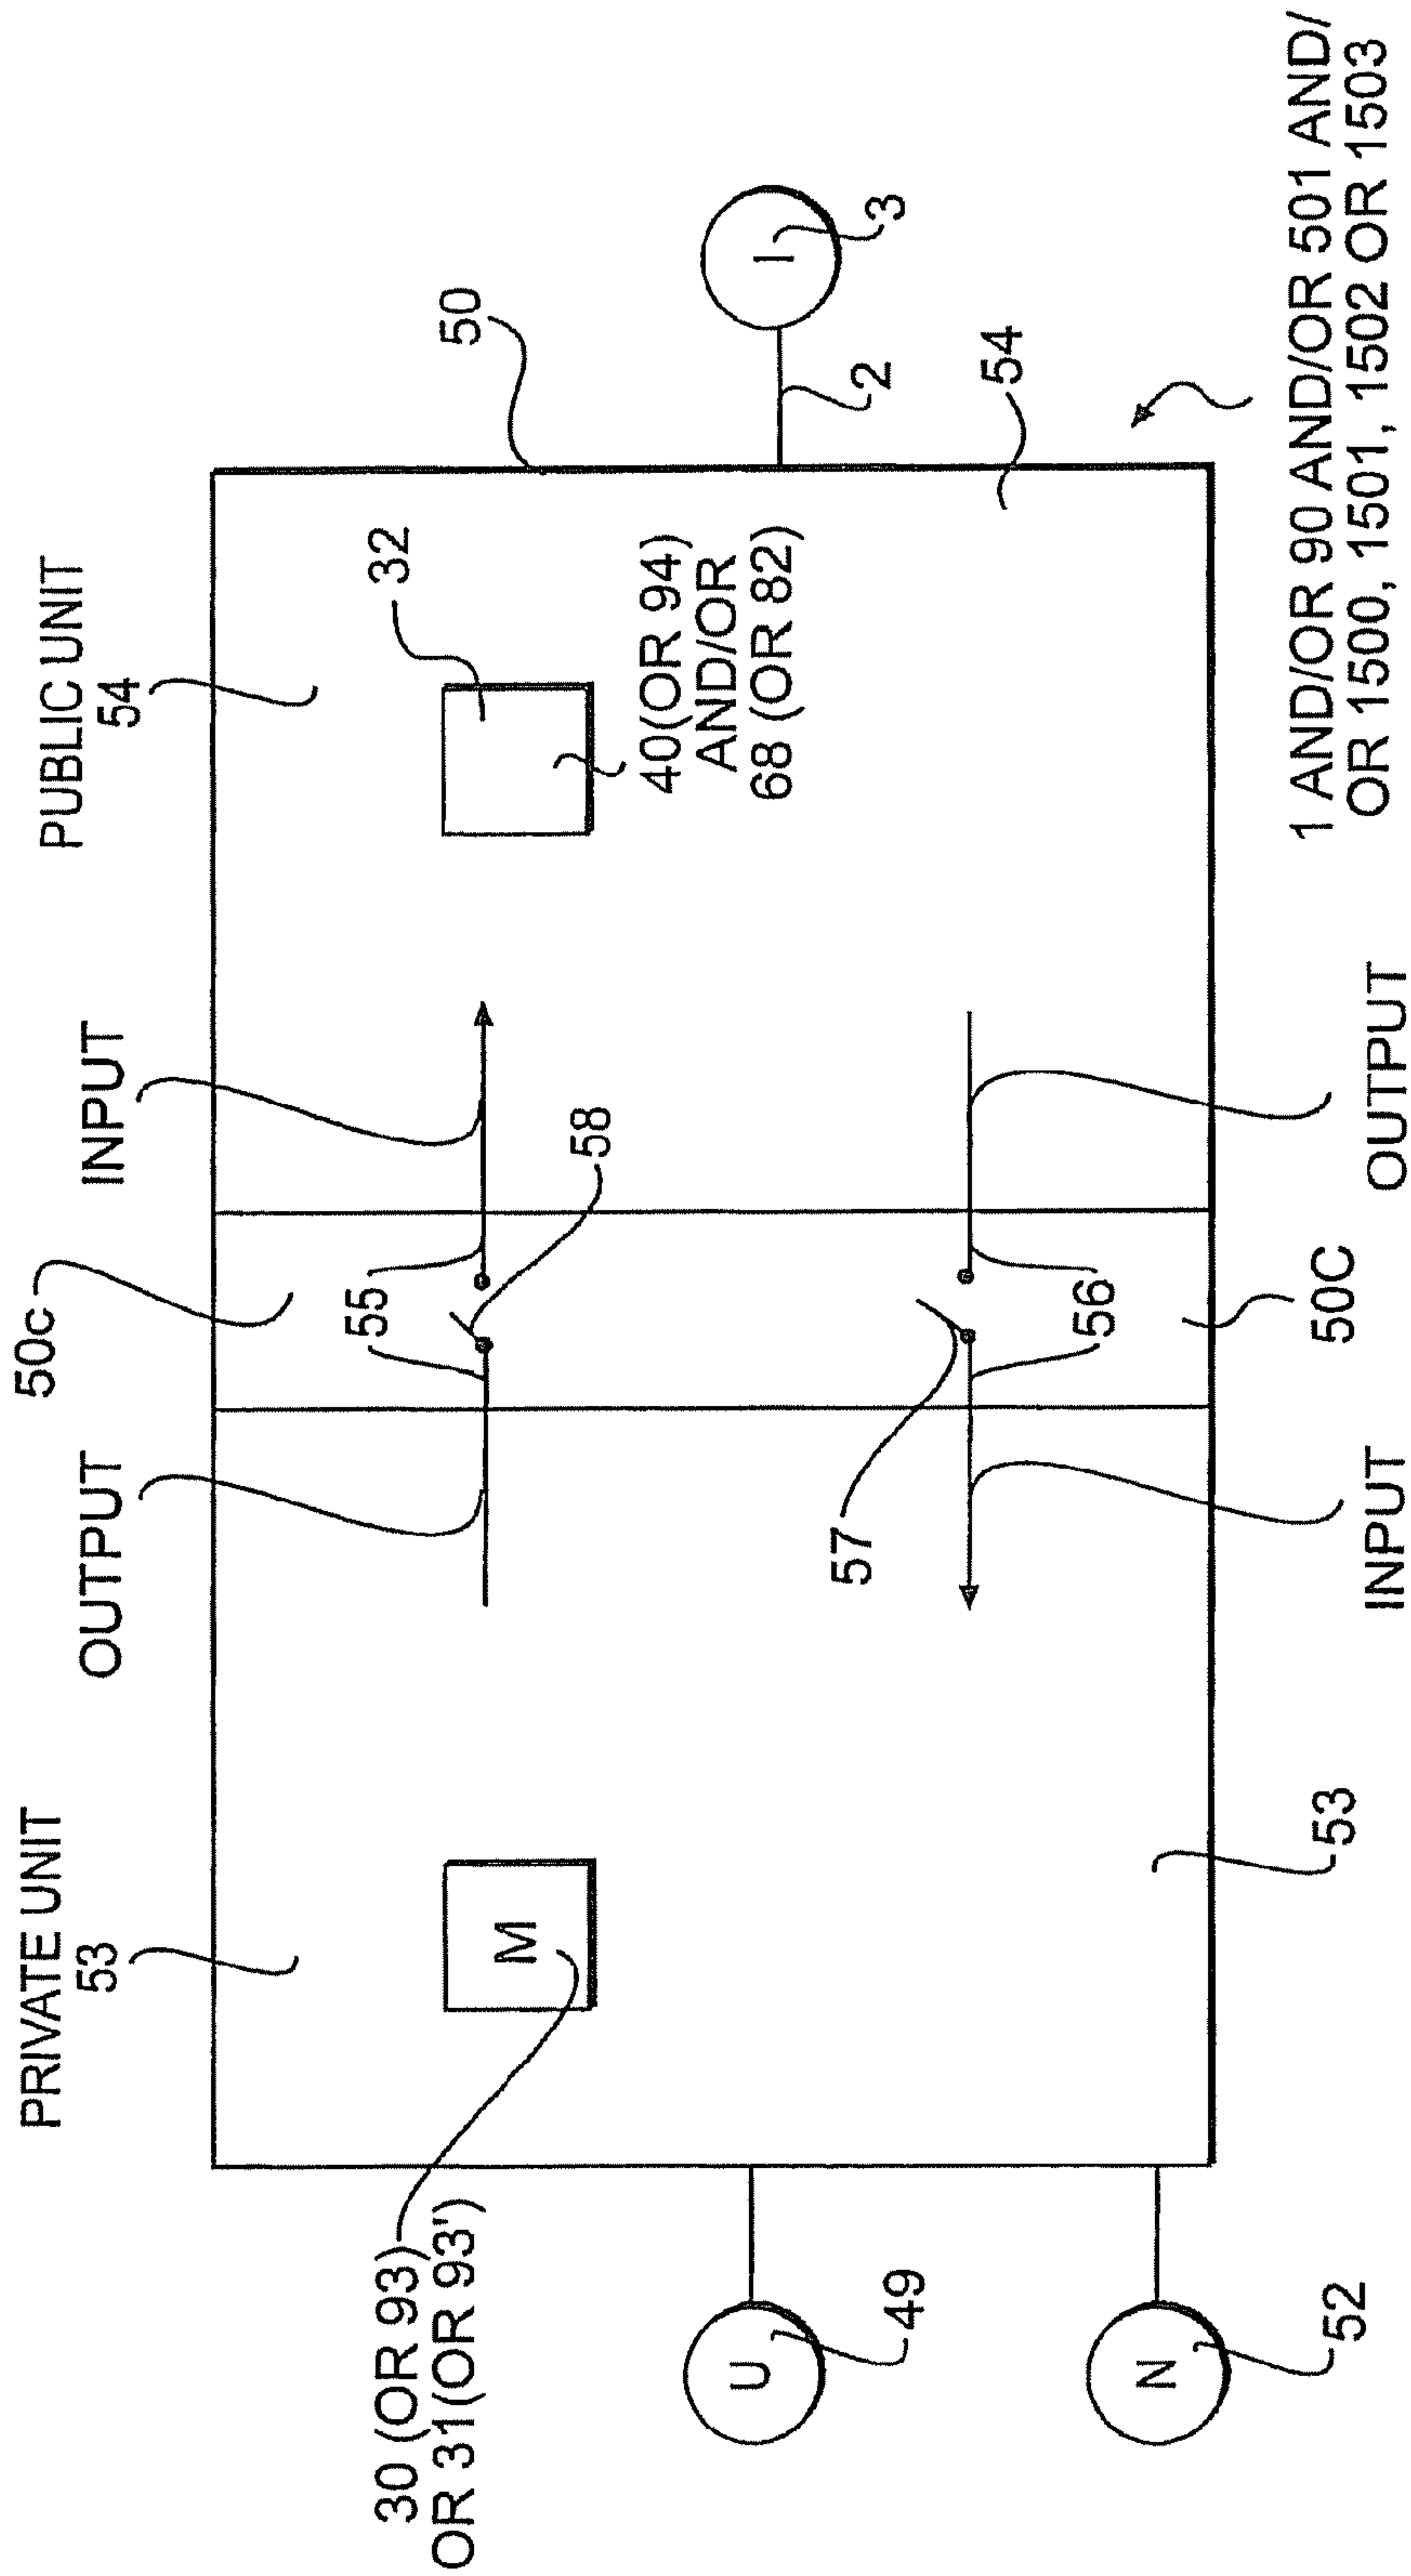 PRIVATE UNIT
53
OUTPUT
50c
INPUT
PUBLIC UNIT
54
30 (OR 93)
OR 31(OR 93')
M
55
58
32
40(OR 94)
AND/OR
68 (OR 82)
50
U
49
I
3
2
57
56
54
N
52
53
INPUT
50C
OUTPUT
1 AND/OR 90 AND/OR 501 AND/
OR 1500, 1501, 1502 OR 1503